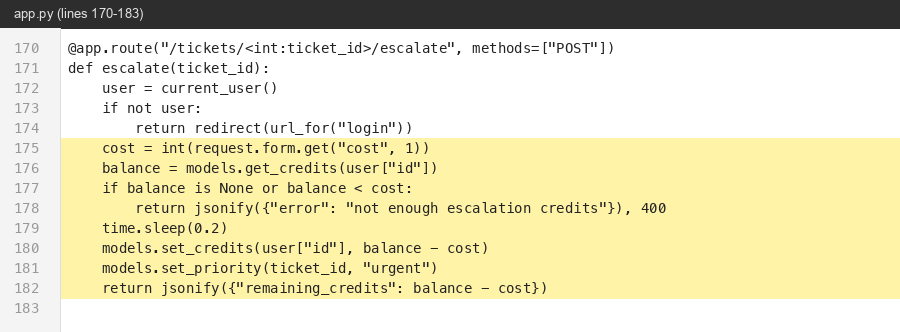 app.py (lines 170-183)
170 @app.route("/tickets/<int:ticket_id>/escalate", methods=["POST"])
171 def escalate(ticket_id):
172     user = current_user()
173     if not user:
174         return redirect(url_for("login"))
175     cost = int(request.form.get("cost", 1))
176     balance = models.get_credits(user["id"])
177     if balance is None or balance < cost:
178         return jsonify({"error": "not enough escalation credits"}), 400
179     time.sleep(0.2)
180     models.set_credits(user["id"], balance - cost)
181     models.set_priority(ticket_id, "urgent")
182     return jsonify({"remaining_credits": balance - cost})
183